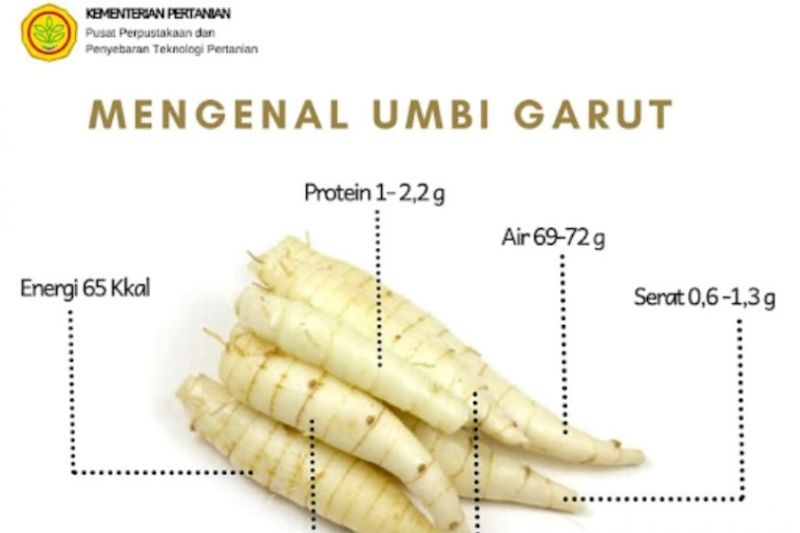 KEMENTERIAN PERTANIAN
Pusat Perpustakaan dan
Penyebaran Teknologi Pertanian
MENGENAL UMBI GARUT
Protein 1- 2,2 g
Air 69-72 g
Energi 65 Kkal
Serat 0,6 -1,3 g